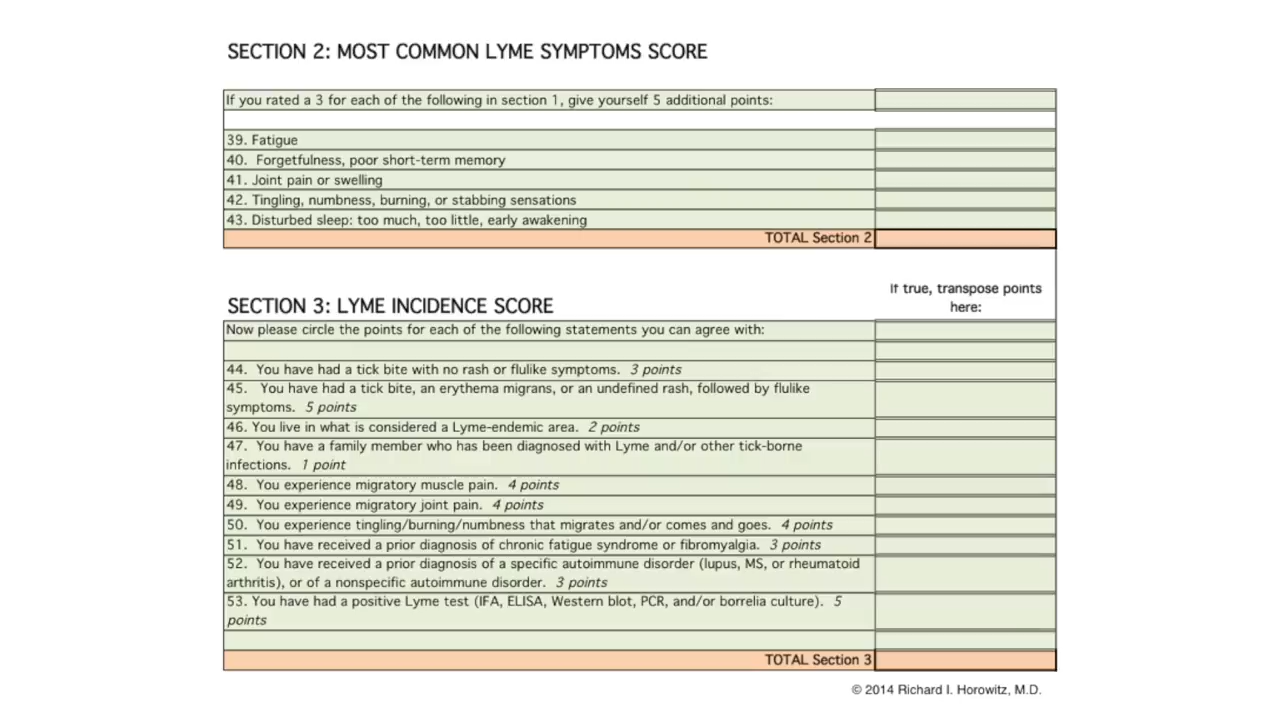 SECTION 2: MOST COMMON LYME SYMPTOMS SCORE
If you rated a 3 for each of the following in section 1, give yourself 5 additional points:
39. Fatigue
40. Forgetfulness, poor short-term memory
41. Joint pain or swelling
42. Tingling, numbness, burning, or stabbing sensations
43. Disturbed sleep: too much, too little, early awakening
TOTAL Section 2
If true, transpose points
here:
SECTION 3: LYME INCIDENCE SCORE
Now please circle the points for each of the following statements you can agree with:
44. You have had a tick bite with no rash or flulike symptoms. 3 points
45. You have had a tick bite, an erythema migrans, or an undefined rash, followed by flulike
symptoms. 5 points
46. You live in what is considered a Lyme-endemic area. 2 points
47. You have a family member who has been diagnosed with Lyme and/or other tick-borne
infections. 1 point
48. You experience migratory muscle pain. 4 points
49. You experience migratory joint pain. 4 points
50. You experience tingling/burning/numbness that migrates and/or comes and goes. 4 points
51. You have received a prior diagnosis of chronic fatigue syndrome or fibromyalgia. 3 points
52. You have received a prior diagnosis of a specific autoimmune disorder (lupus, MS, or rheumatoid
arthritis), or of a nonspecific autoimmune disorder. 3 points
53. You have had a positive Lyme test (IFA, ELISA, Western blot, PCR, and/or borrelia culture). 5
points
TOTAL Section 3
© 2014 Richard I. Horowitz, M.D.